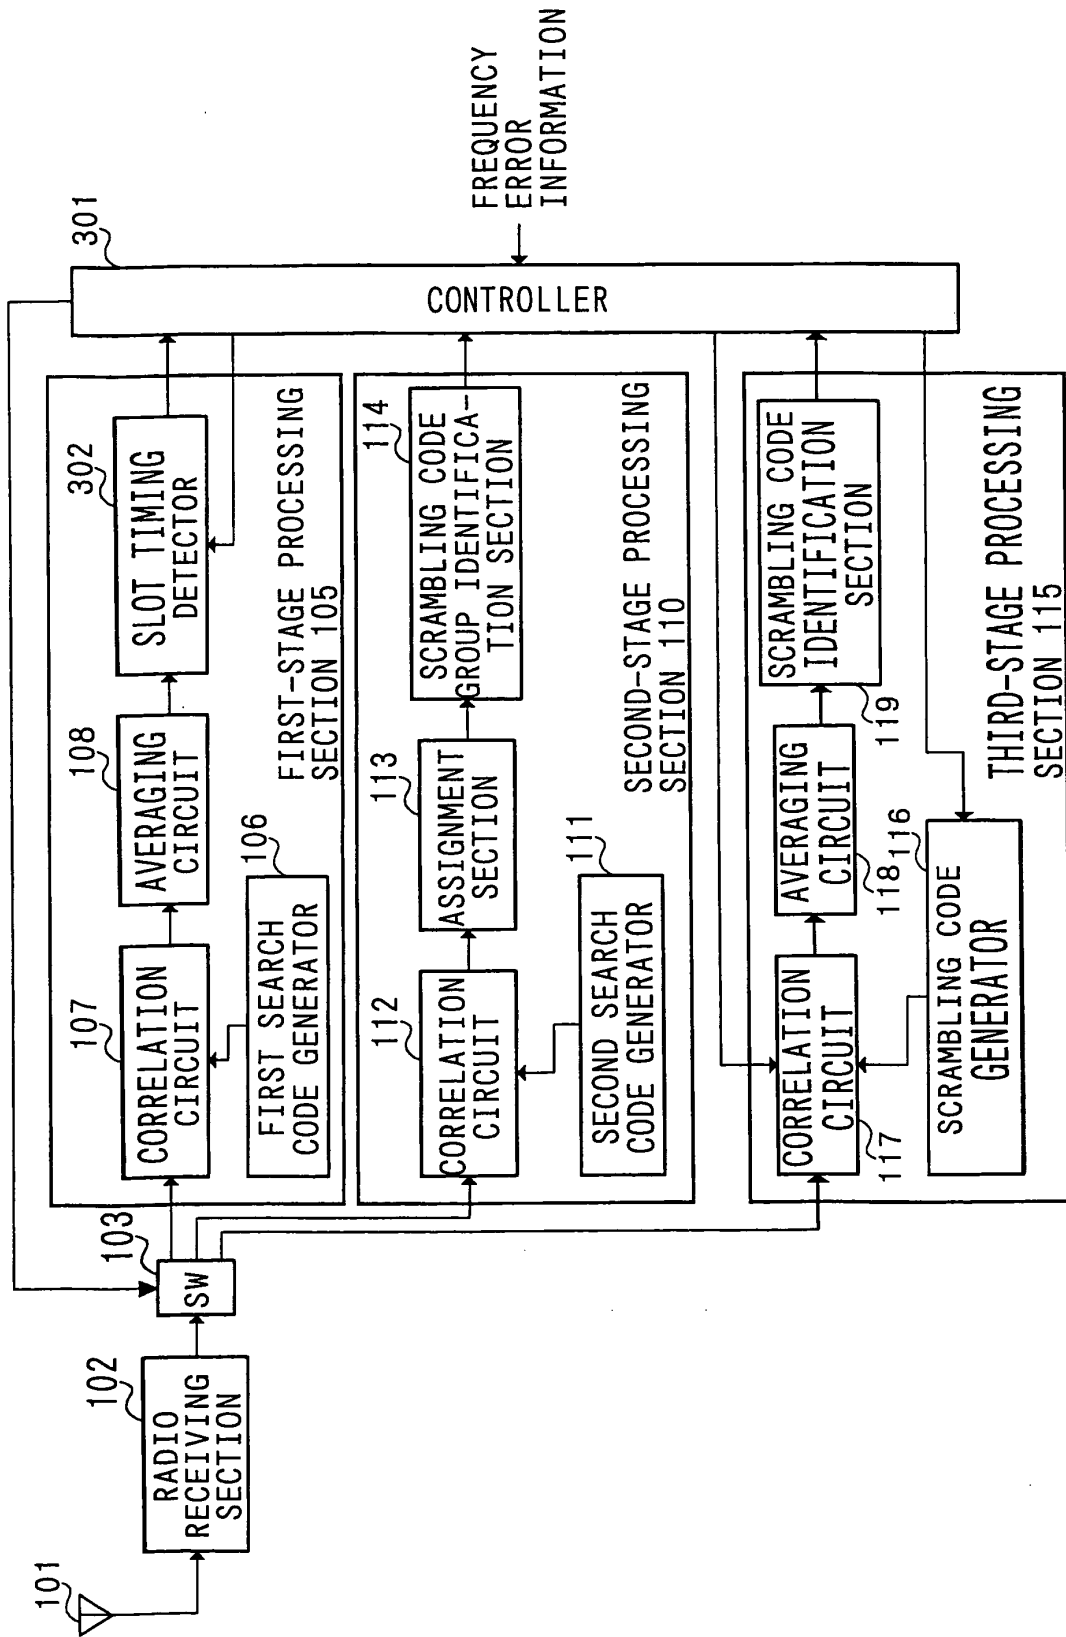 101
102
RADIO
RECEIVING
SECTION
103
SW
107
CORRELATION
CIRCUIT
108
AVERAGING
CIRCUIT
302
SLOT TIMING
DETECTOR
106
FIRST SEARCH
CODE GENERATOR
FIRST-STAGE PROCESSING
SECTION 105
112
CORRELATION
CIRCUIT
113
ASSIGNMENT
SECTION
114
SCRAMBLING CODE
GROUP IDENTIFICA-
TION SECTION
111
SECOND SEARCH
CODE GENERATOR
SECOND-STAGE PROCESSING
SECTION 110
CORRELATION
CIRCUIT
117
AVERAGING
CIRCUIT
118
SCRAMBLING CODE
IDENTIFICATION
SECTION
119
116
SCRAMBLING CODE
GENERATOR
THIRD-STAGE PROCESSING
SECTION 115
301
CONTROLLER
FREQUENCY
ERROR
INFORMATION